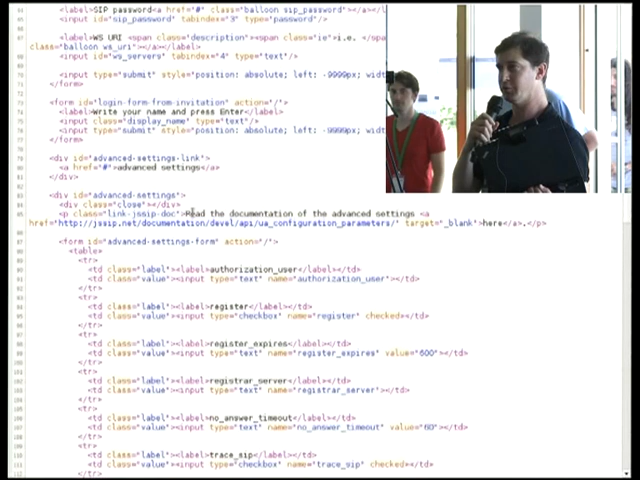 <label>SIP password<a href="#" class="balloon sip_password"></a></l
<input id="sip_password" tabindex="3" type="password"/>
<label>WS URI <span class="description"> <span class="ie">i.e. </spa
class="balloon ws_uri"></a></label>
<input id="ws_servers" tabindex="4" type="text"/>
<input type="submit" style="position: absolute; left: -9999px; widt
</form>
<form id="login-form-from-invitation" action="/">
<label>Write your name and press Enter</label>
<input class="display_name" type="text"/>
<input type="submit" style="position: absolute; left: -9999px; widt
</form>
<div id="advanced-settings-link">
<a href="#">advanced settings</a>
</div>
<div id="advanced-settings">
<div class="close"></div>
<p class="link-jssip-doc">Read the documentation of the advanced settings <a
href="http://jssip.net/documentation/devel/api/ua_configuration_parameters/" target="_blank">here</a>.</p>
<form id="advanced-settings-form" action="/">
<table>
<tr>
<td class="label"><label>authorization_user</label></td>
<td class="value"><input type="text" name="authorization_user"></td>
</tr>
<tr>
<td class="label"><label>register</label></td>
<td class="value"><input type="checkbox" name="register" checked></td>
</tr>
<tr>
<td class="label"><label>register_expires</label></td>
<td class="value"><input type="text" name="register_expires" value="600"></td>
</tr>
<tr>
<td class="label"><label>registrar_server</label></td>
<td class="value"><input type="text" name="registrar_server"></td>
</tr>
<tr>
<td class="label"><label>no_answer_timeout</label></td>
<td class="value"><input type="text" name="no_answer_timeout" value="60"></td>
</tr>
<tr>
<td class="label"><label>trace_sip</label></td>
<td class="value"><input type="checkbox" name="trace_sip" checked></td>
</tr>